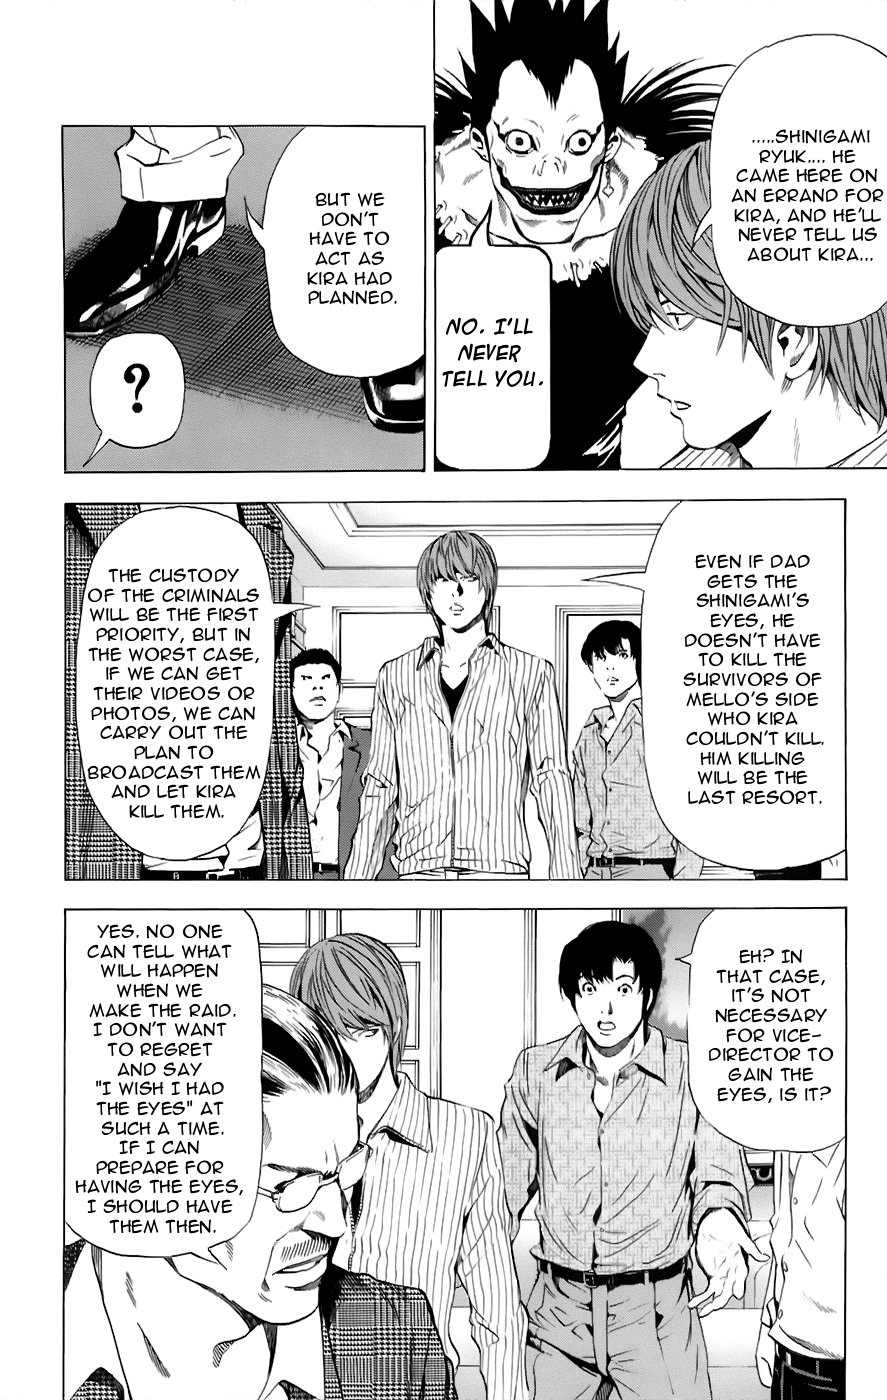 .....SHINIGAMI
RYUK.... HE
CAME HERE ON
AN ERRAND FOR
KIRA, AND HE'LL
NEVER TELL US
ABOUT KIRA...
NO. I'LL
NEVER
TELL YOU.
BUT WE
DON'T
HAVE TO
ACT AS
KIRA HAD
PLANNED.
?
EVEN IF DAD
GETS THE
SHINIGAMI'S
EYES, HE
DOESN'T HAVE
TO KILL THE
SURVIVORS OF
MELLO'S SIDE
WHO KIRA
COULDN'T KILL.
HIM KILLING
WILL BE THE
LAST RESORT.
THE CUSTODY
OF THE CRIMINALS
WILL BE THE FIRST
PRIORITY, BUT IN
THE WORST CASE,
IF WE CAN GET
THEIR VIDEOS OR
PHOTOS, WE CAN
CARRY OUT THE
PLAN TO
BROADCAST THEM
AND LET KIRA
KILL THEM.
EH? IN
THAT CASE,
IT'S NOT
NECESSARY
FOR VICE-
DIRECTOR TO
GAIN THE
EYES, IS IT?
YES. NO ONE
CAN TELL WHAT
WILL HAPPEN
WHEN WE
MAKE THE RAID.
I DON'T WANT
TO REGRET
AND SAY
"I WISH I HAD
THE EYES" AT
SUCH A TIME.
IF I CAN
PREPARE FOR
HAVING THE EYES,
I SHOULD HAVE
THEM THEN.